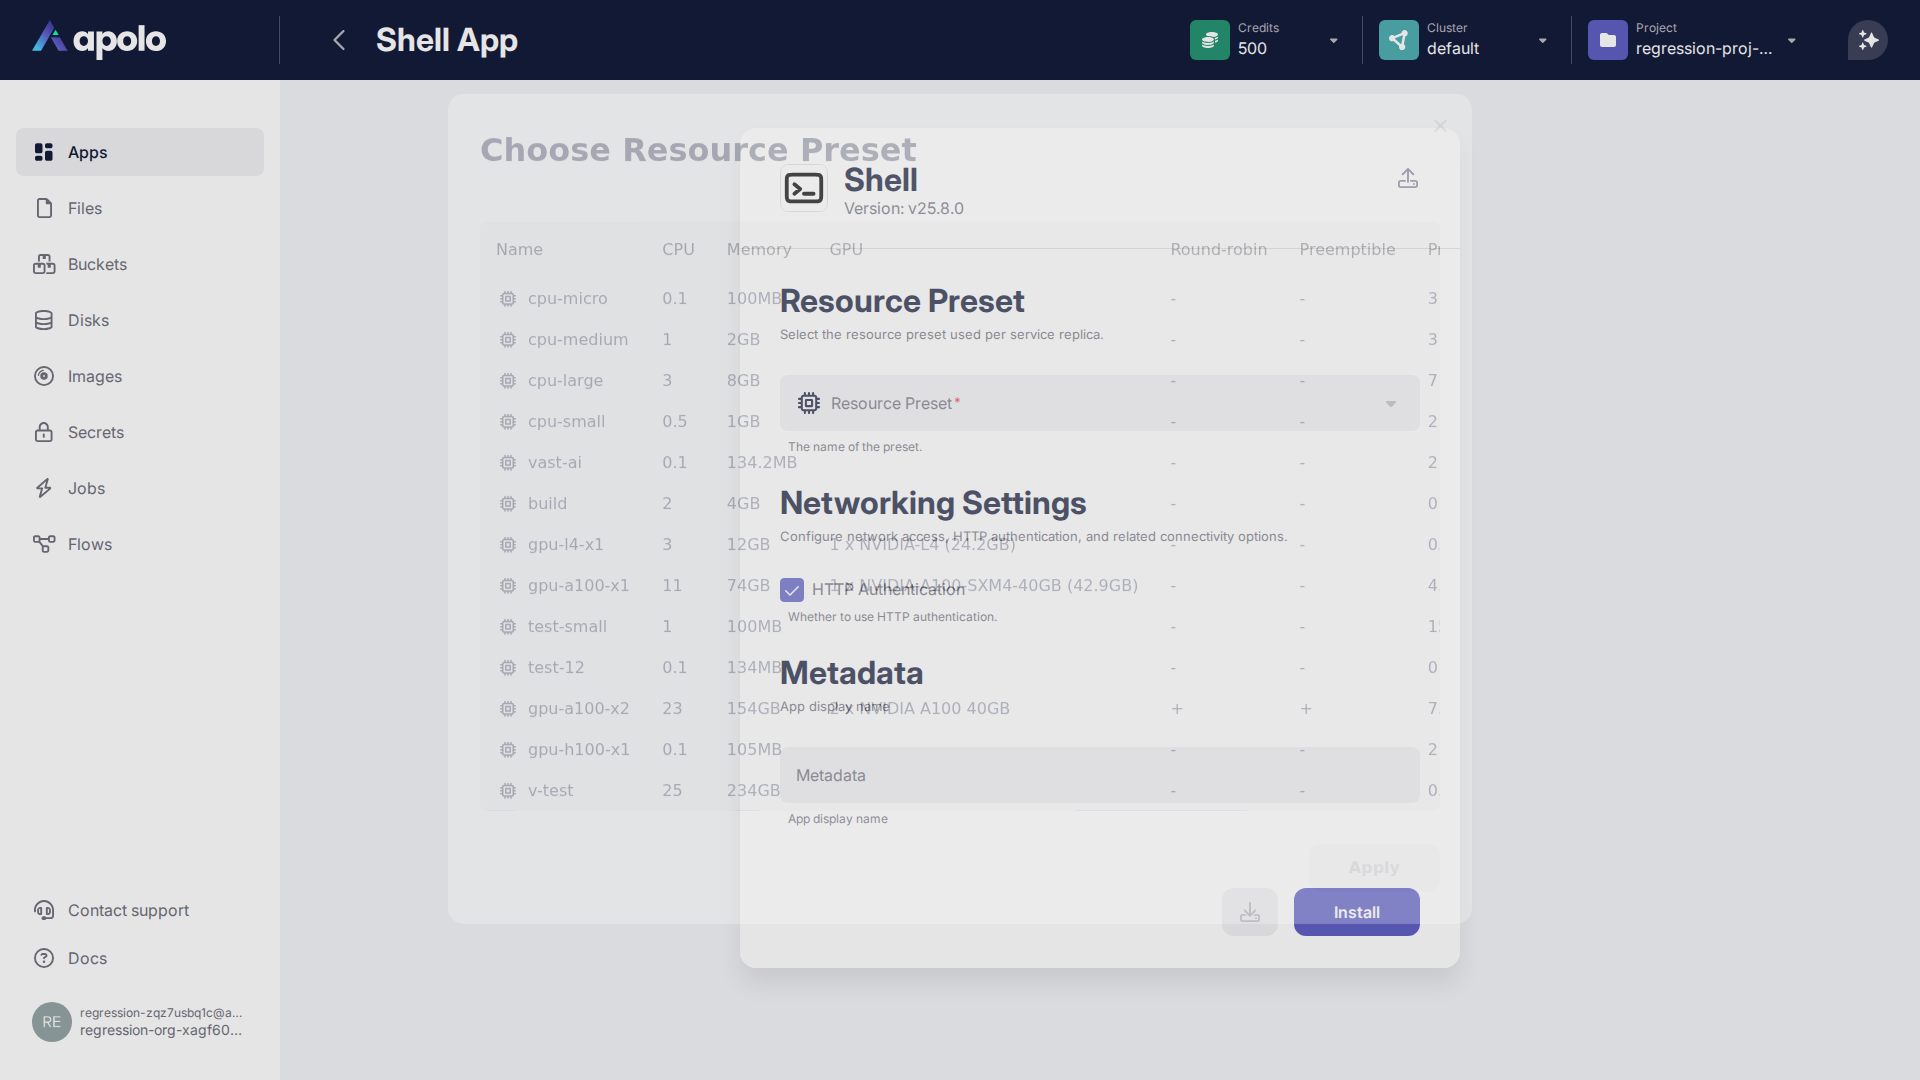 apolo
Shell App
Credits
500
Cluster
default
Project
regression-proj-...
Apps
Files
Buckets
Disks
Images
Secrets
Jobs
Flows
Contact support
Docs
RE
regression-zqz7usbq1c@a...
regression-org-xagf60...
Choose Resource Preset
Name CPU Memory GPU Round-robin Preemptible
cpu-micro 0.1 100MB - - 3
cpu-medium 1 2GB - - 3
cpu-large 3 8GB - - 7
cpu-small 0.5 1GB - - 2
vast-ai 0.1 134.2MB - - 2
build 2 4GB - - 0
gpu-l4-x1 3 12GB 1 x NVIDIA-L4 (24.2GB) - - 0
gpu-a100-x1 11 74GB 1 x NVIDIA-A100-SXM4-40GB (42.9GB) - - 4
test-small 1 100MB - -
test-12 0.1 134MB - - 0
gpu-a100-x2 23 154GB 2 x NVIDIA A100 40GB + + 7
gpu-h100-x1 0.1 105MB - - 2
v-test 25 234GB - - 0
Apply
Shell
Version: v25.8.0
Resource Preset
Select the resource preset used per service replica.
Resource Preset*
The name of the preset.
Networking Settings
Configure network access, HTTP authentication, and related connectivity options.
HTTP Authentication
Whether to use HTTP authentication.
Metadata
App display name
Metadata
App display name
Install